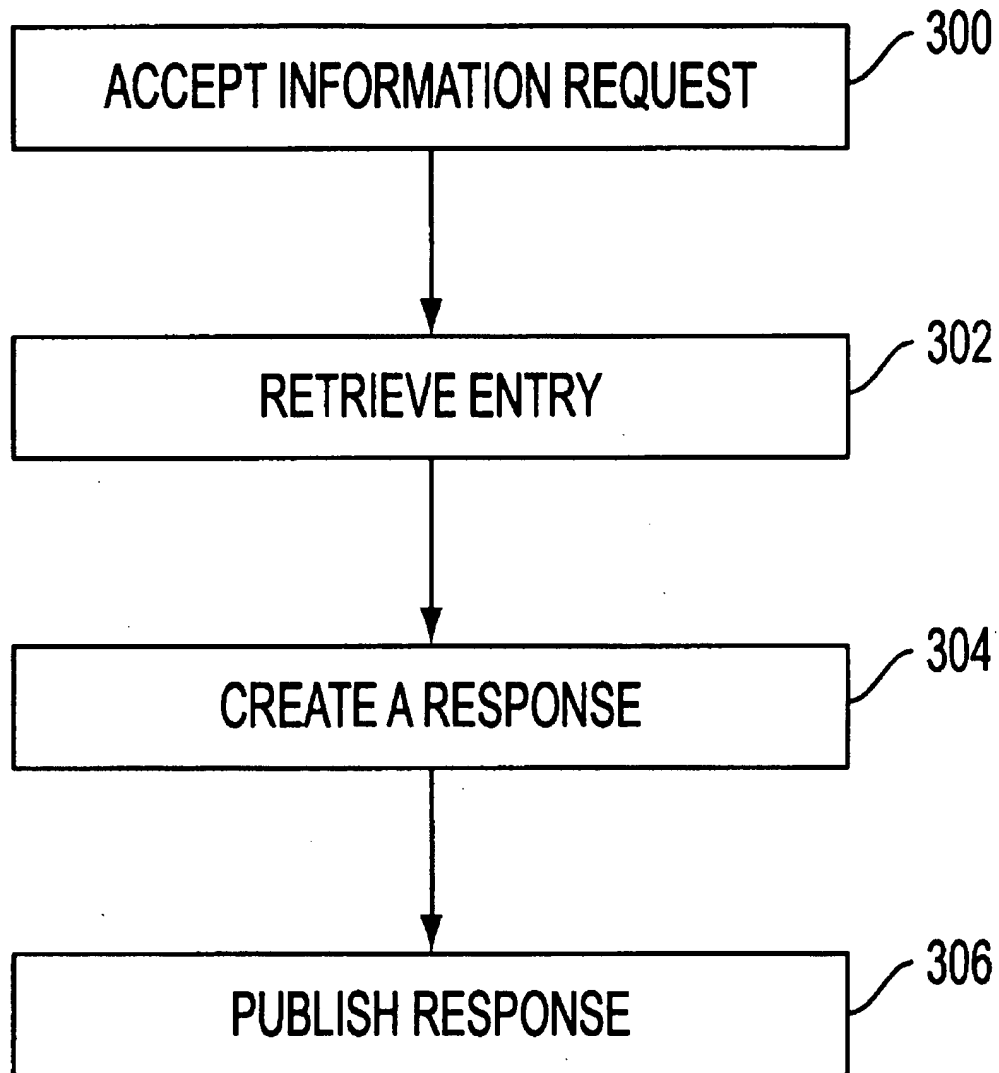 300
ACCEPT INFORMATION REQUEST
302
RETRIEVE ENTRY
304
CREATE A RESPONSE
306
PUBLISH RESPONSE